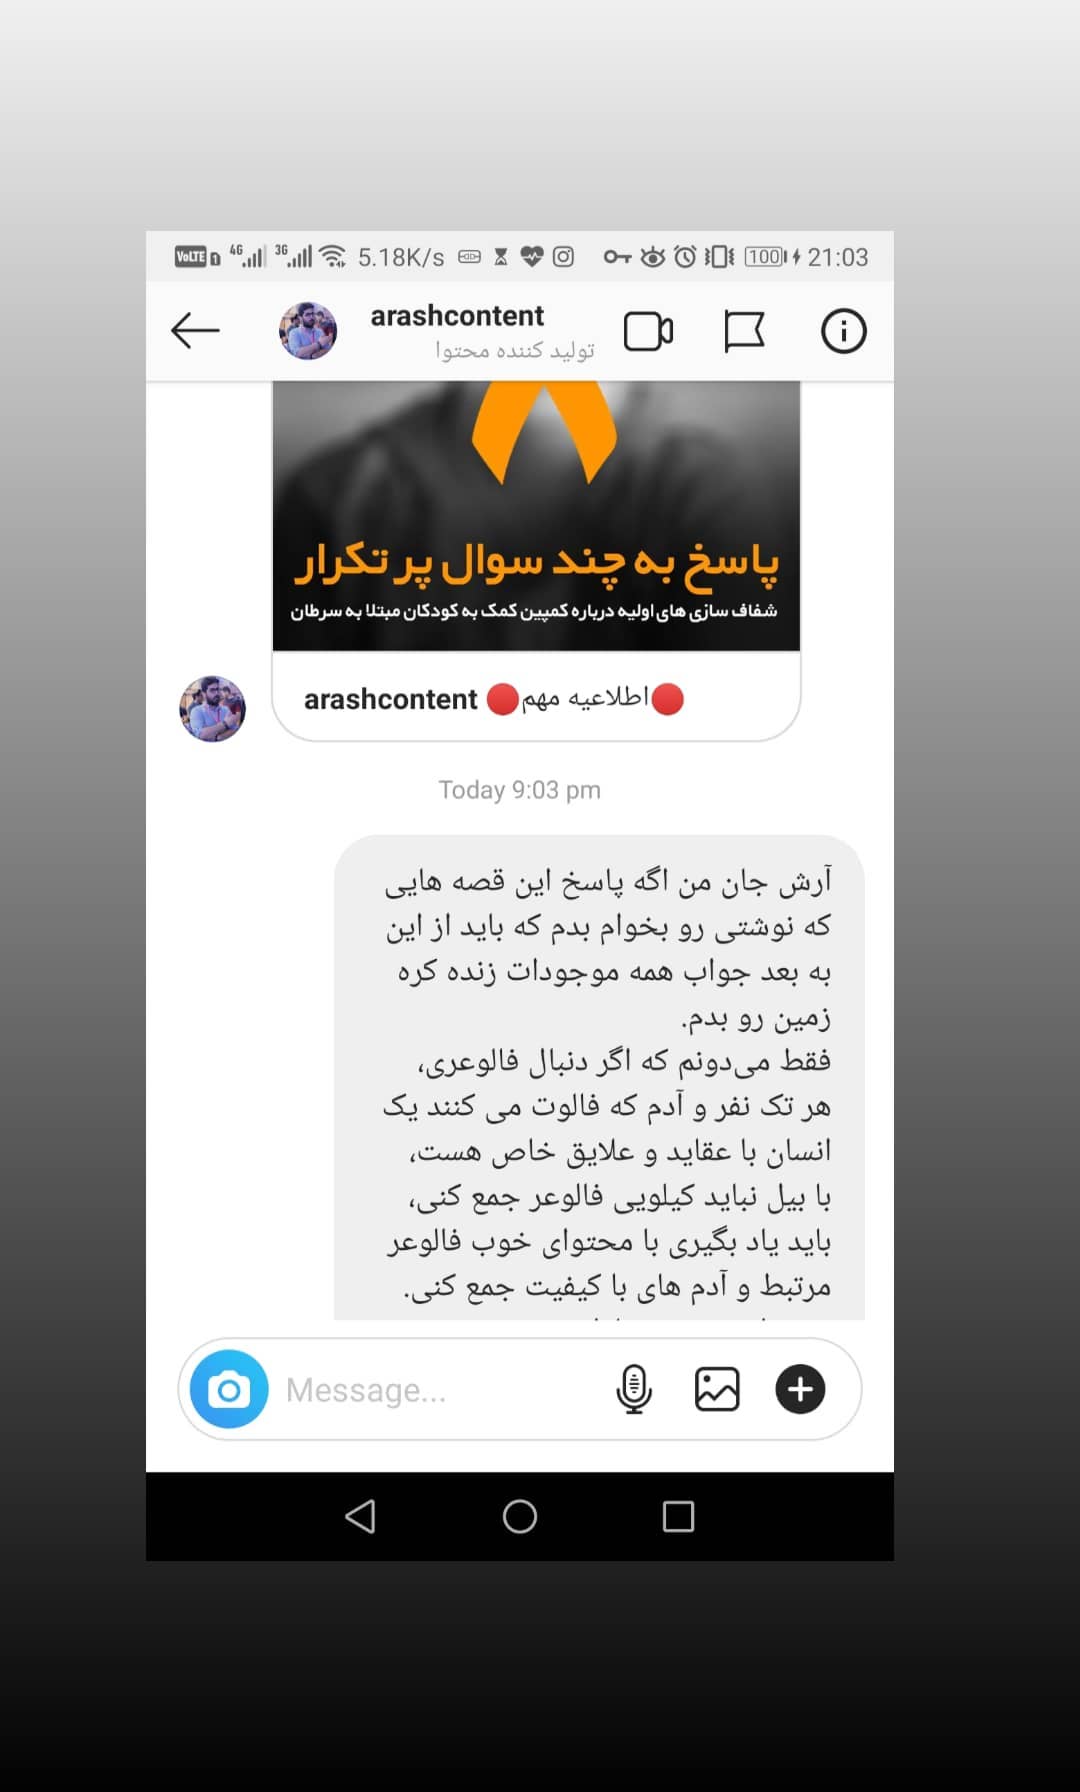 VoLTE 1 4G 3G 5.18K/s 100 21:03
arashcontent
تولید کننده محتوا
پاسخ به چند سوال پر تکرار
شفاف سازی های اولیه درباره کمپین کمک به کودکان مبتلا به سرطان
arashcontent 🔴اطلاعیه مهم🔴
Today 9:03 pm
آرش جان من اگه پاسخ این قصه هایی
که نوشتی رو بخوام بدم که باید از این
به بعد جواب همه موجودات زنده کره
زمین رو بدم.
فقط می‌دونم که اگر دنبال فالوعری،
هر تک نفر و آدم که فالوت می کنند یک
انسان با عقاید و علایق خاص هست،
با بیل نباید کیلویی فالوعر جمع کنی،
باید یاد بگیری با محتوای خوب فالوعر
مرتبط و آدم های با کیفیت جمع کنی.
Message...